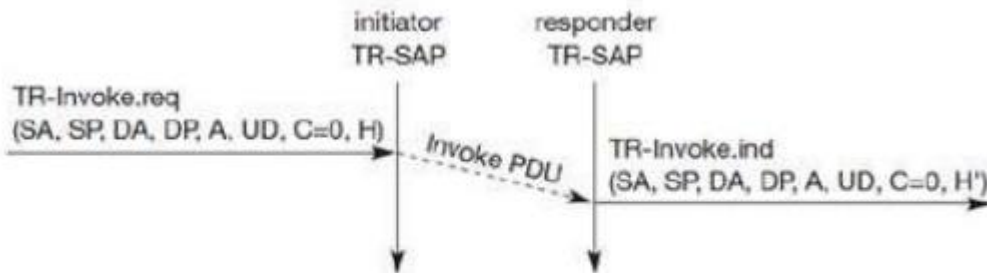 initiator
TR-SAP
responder
TR-SAP
TR-Invoke.req
(SA, SP, DA, DP, A, UD, C=0, H)
Invoke PDU
TR-Invoke.ind
(SA, SP, DA, DP, A, UD, C=0, H')